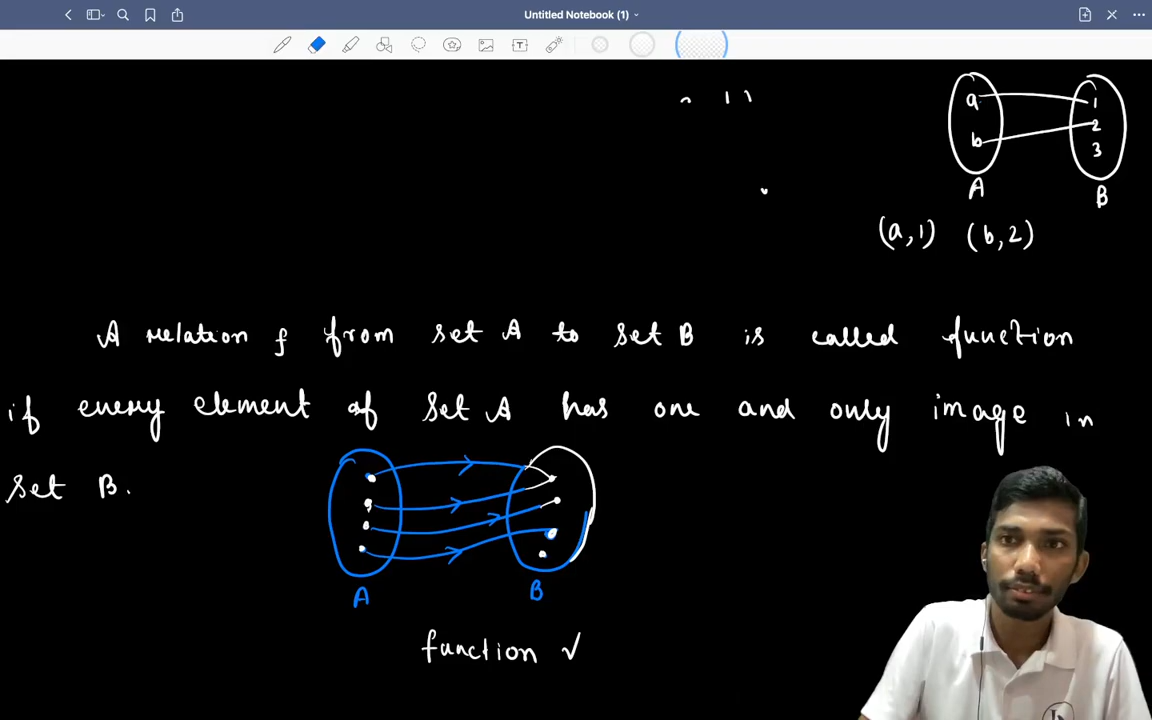 Untitled Notebook (1)
T
a
1
b
2
3
A
B
(a,1) (b,2)
A relation f from set A to set B is called function
if every element of set A has one and only image in
set B.
A
B
function ✓